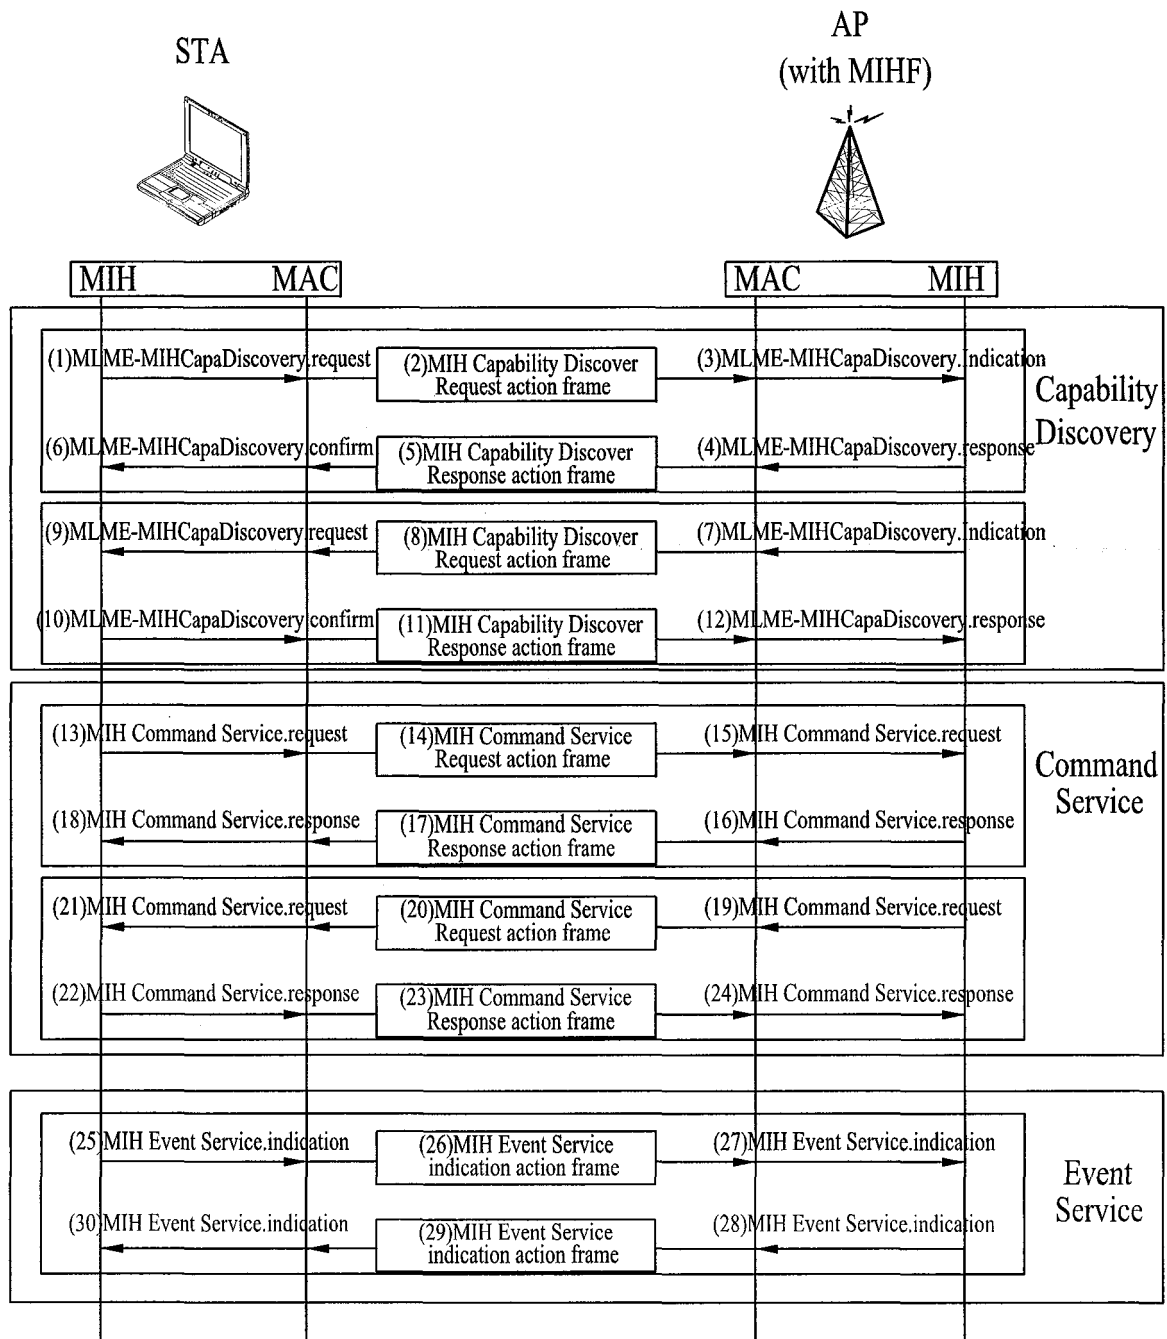 STA
AP
(with MIHF)
MIH MAC
MAC MIH
(1)MLME-MIHCapaDiscovery.request
(2)MIH Capability Discover
Request action frame
(3)MLME-MIHCapaDiscovery.Indication
(6)MLME-MIHCapaDiscovery.confirm
(5)MIH Capability Discover
Response action frame
(4)MLME-MIHCapaDiscovery.response
Capability
Discovery
(9)MLME-MIHCapaDiscovery.request
(8)MIH Capability Discover
Request action frame
(7)MLME-MIHCapaDiscovery.Indication
(10)MLME-MIHCapaDiscovery.confirm
(11)MIH Capability Discover
Response action frame
(12)MLME-MIHCapaDiscovery.response
(13)MIH Command Service.request
(14)MIH Command Service
Request action frame
(15)MIH Command Service.request
(18)MIH Command Service.response
(17)MIH Command Service
Response action frame
(16)MIH Command Service.response
Command
Service
(21)MIH Command Service.request
(20)MIH Command Service
Request action frame
(19)MIH Command Service.request
(22)MIH Command Service.response
(23)MIH Command Service
Response action frame
(24)MIH Command Service.response
(25)MIH Event Service.indication
(26)MIH Event Service
indication action frame
(27)MIH Event Service.indication
(30)MIH Event Service.indication
(29)MIH Event Service
indication action frame
(28)MIH Event Service.indication
Event
Service